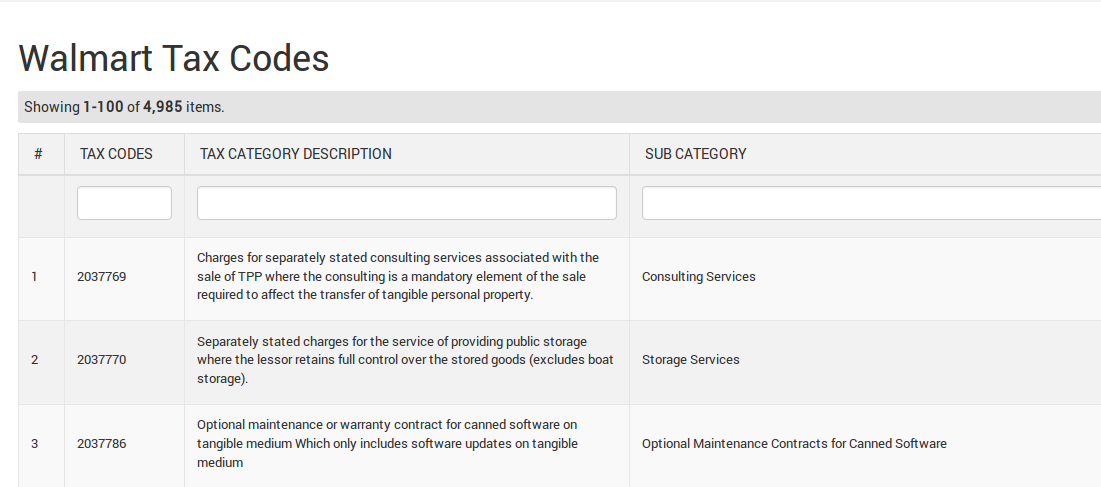 Walmart Tax Codes
Showing 1-100 of 4,985 items.
# TAX CODES TAX CATEGORY DESCRIPTION SUB CATEGORY
1 2037769 Charges for separately stated consulting services associated with the
sale of TPP where the consulting is a mandatory element of the sale
required to affect the transfer of tangible personal property. Consulting Services
2 2037770 Separately stated charges for the service of providing public storage
where the lessor retains full control over the stored goods (excludes boat
storage). Storage Services
3 2037786 Optional maintenance or warranty contract for canned software on
tangible medium Which only includes software updates on tangible
medium Optional Maintenance Contracts for Canned Software